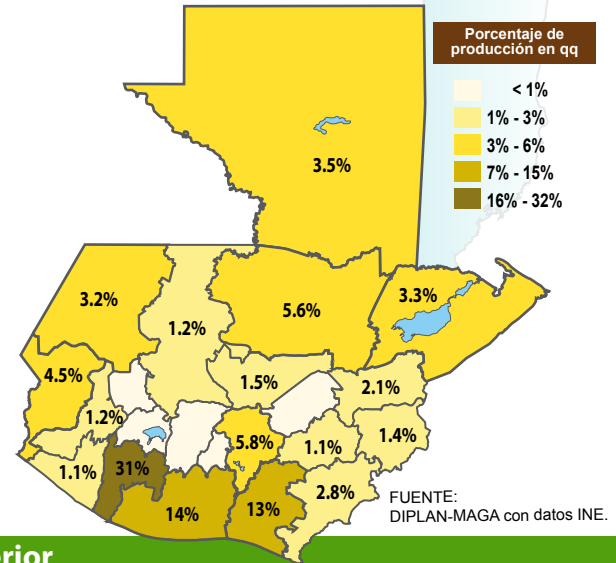 Porcentaje de
producción en qq
< 1%
1% - 3%
3% - 6%
7% - 15%
16% - 32%
3.5%
3.2%
1.2%
5.6%
3.3%
4.5%
1.2%
1.5%
2.1%
5.8%
1.1%
1.4%
1.1%
31%
14%
13%
2.8%
FUENTE:
DIPLAN-MAGA con datos INE.
rior